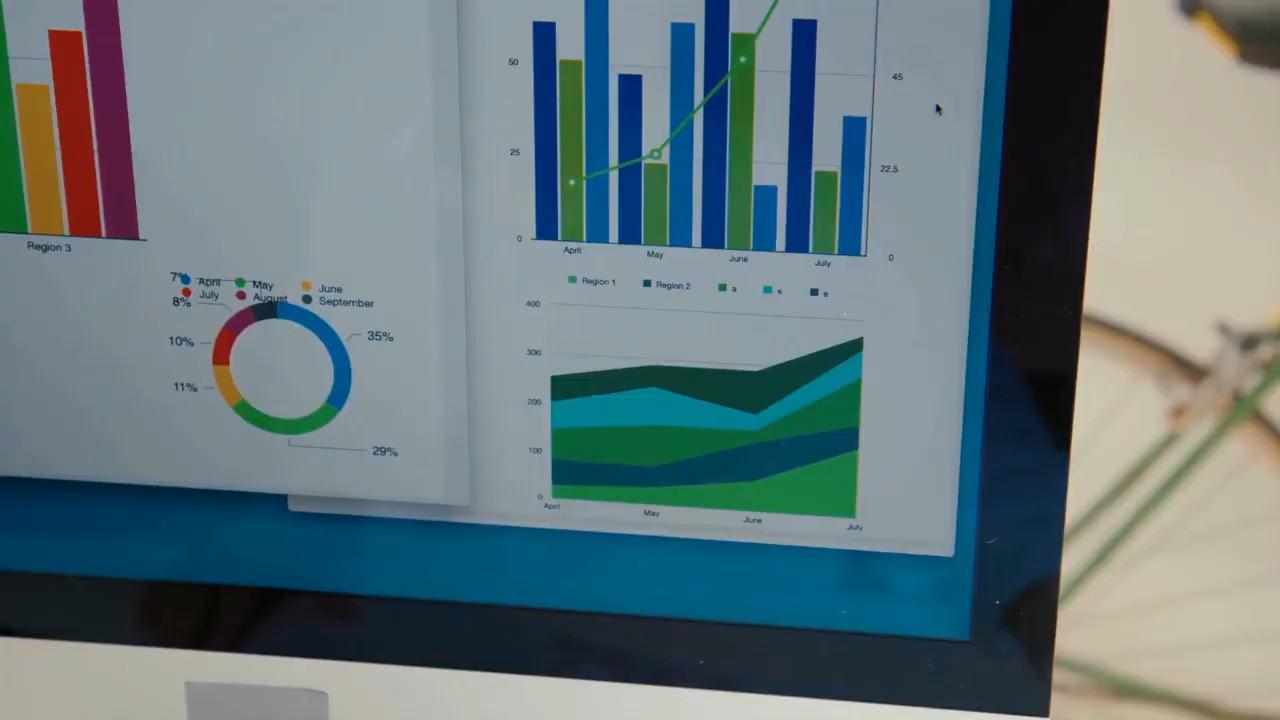 Region 3
7%
April May June
July August September
8%
35%
10%
11%
29%
50
45
25
22.5
0
0
April May June July
Region 1 Region 2 a
400
300
200
100
0
April May June July